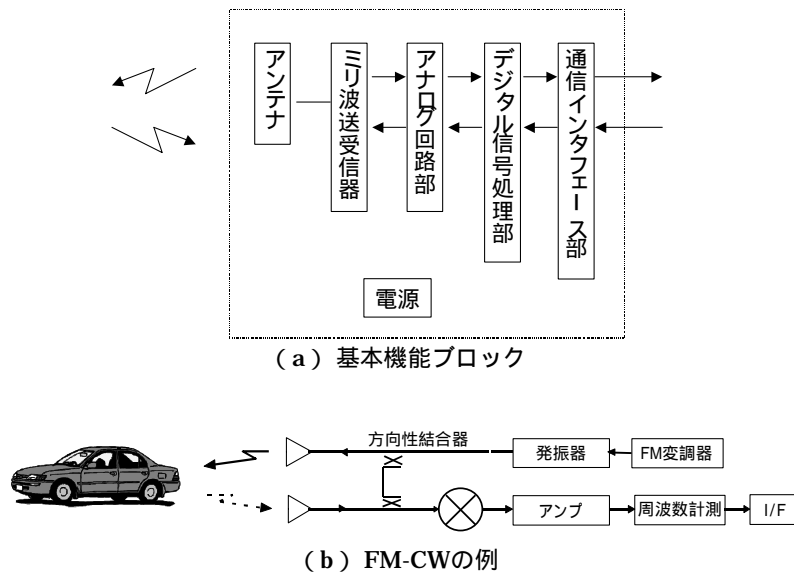 アンテナ
ミリ波送受信器
アナログ回路部
デジタル信号処理部
通信インタフェース部
電源
(a) 基本機能ブロック
方向性結合器
発振器
FM変調器
アンプ
周波数計測
I/F
(b) FM-CWの例